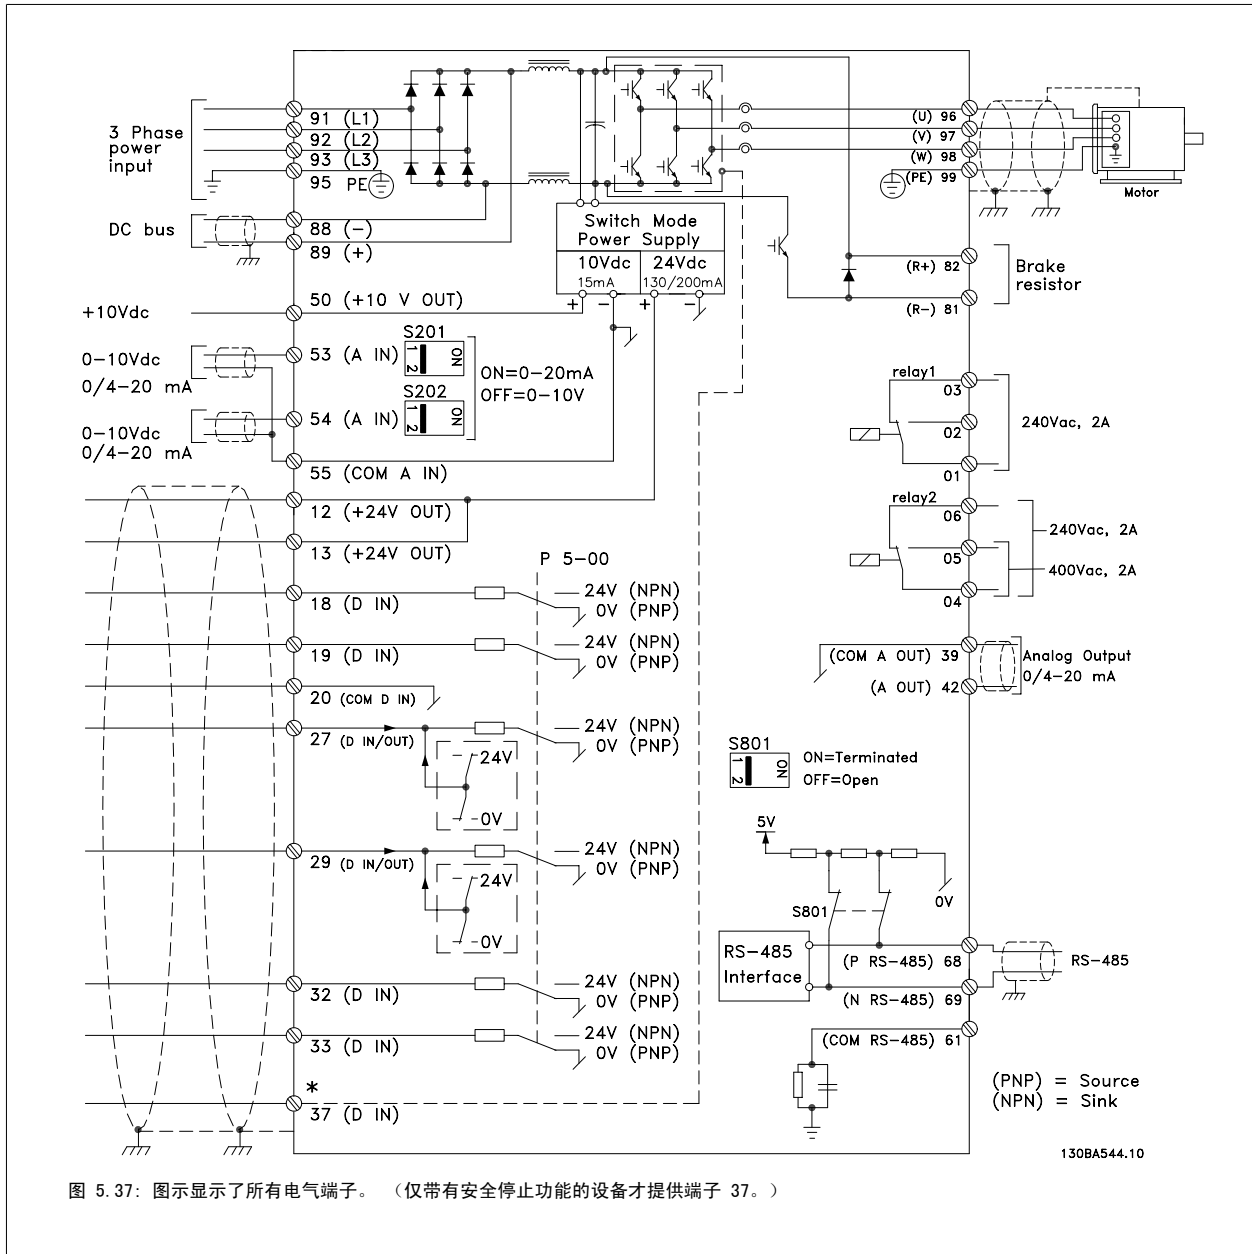 3 Phase
power
input
91 (L1)
92 (L2)
93 (L3)
95 PE
DC bus
88 (-)
89 (+)
+10Vdc
50 (+10 V OUT)
0-10Vdc
0/4-20 mA
53 (A IN)
S201
1 2 ON
ON=0-20mA
OFF=0-10V
S202
1 2 ON
0-10Vdc
0/4-20 mA
54 (A IN)
55 (COM A IN)
12 (+24V OUT)
13 (+24V OUT)
P 5-00
18 (D IN)
24V (NPN)
0V (PNP)
19 (D IN)
24V (NPN)
0V (PNP)
20 (COM D IN)
27 (D IN/OUT)
24V (NPN)
0V (PNP)
24V
0V
29 (D IN/OUT)
24V (NPN)
0V (PNP)
24V
0V
32 (D IN)
24V (NPN)
0V (PNP)
33 (D IN)
24V (NPN)
0V (PNP)
*
37 (D IN)
Switch Mode
Power Supply
10Vdc
15mA
24Vdc
130/200mA
+ - + -
(U) 96
(V) 97
(W) 98
(PE) 99
Motor
(R+) 82
(R-) 81
Brake
resistor
relay1
03
02
01
240Vac, 2A
relay2
06
05
04
240Vac, 2A
400Vac, 2A
(COM A OUT) 39
(A OUT) 42
Analog Output
0/4-20 mA
S801
1 2 ON
ON=Terminated
OFF=Open
5V
0V
S801
RS-485
Interface
(P RS-485) 68
(N RS-485) 69
RS-485
(COM RS-485) 61
(PNP) = Source
(NPN) = Sink
130BA544.10
图 5.37: 图示显示了所有电气端子。 （仅带有安全停止功能的设备才提供端子 37。）